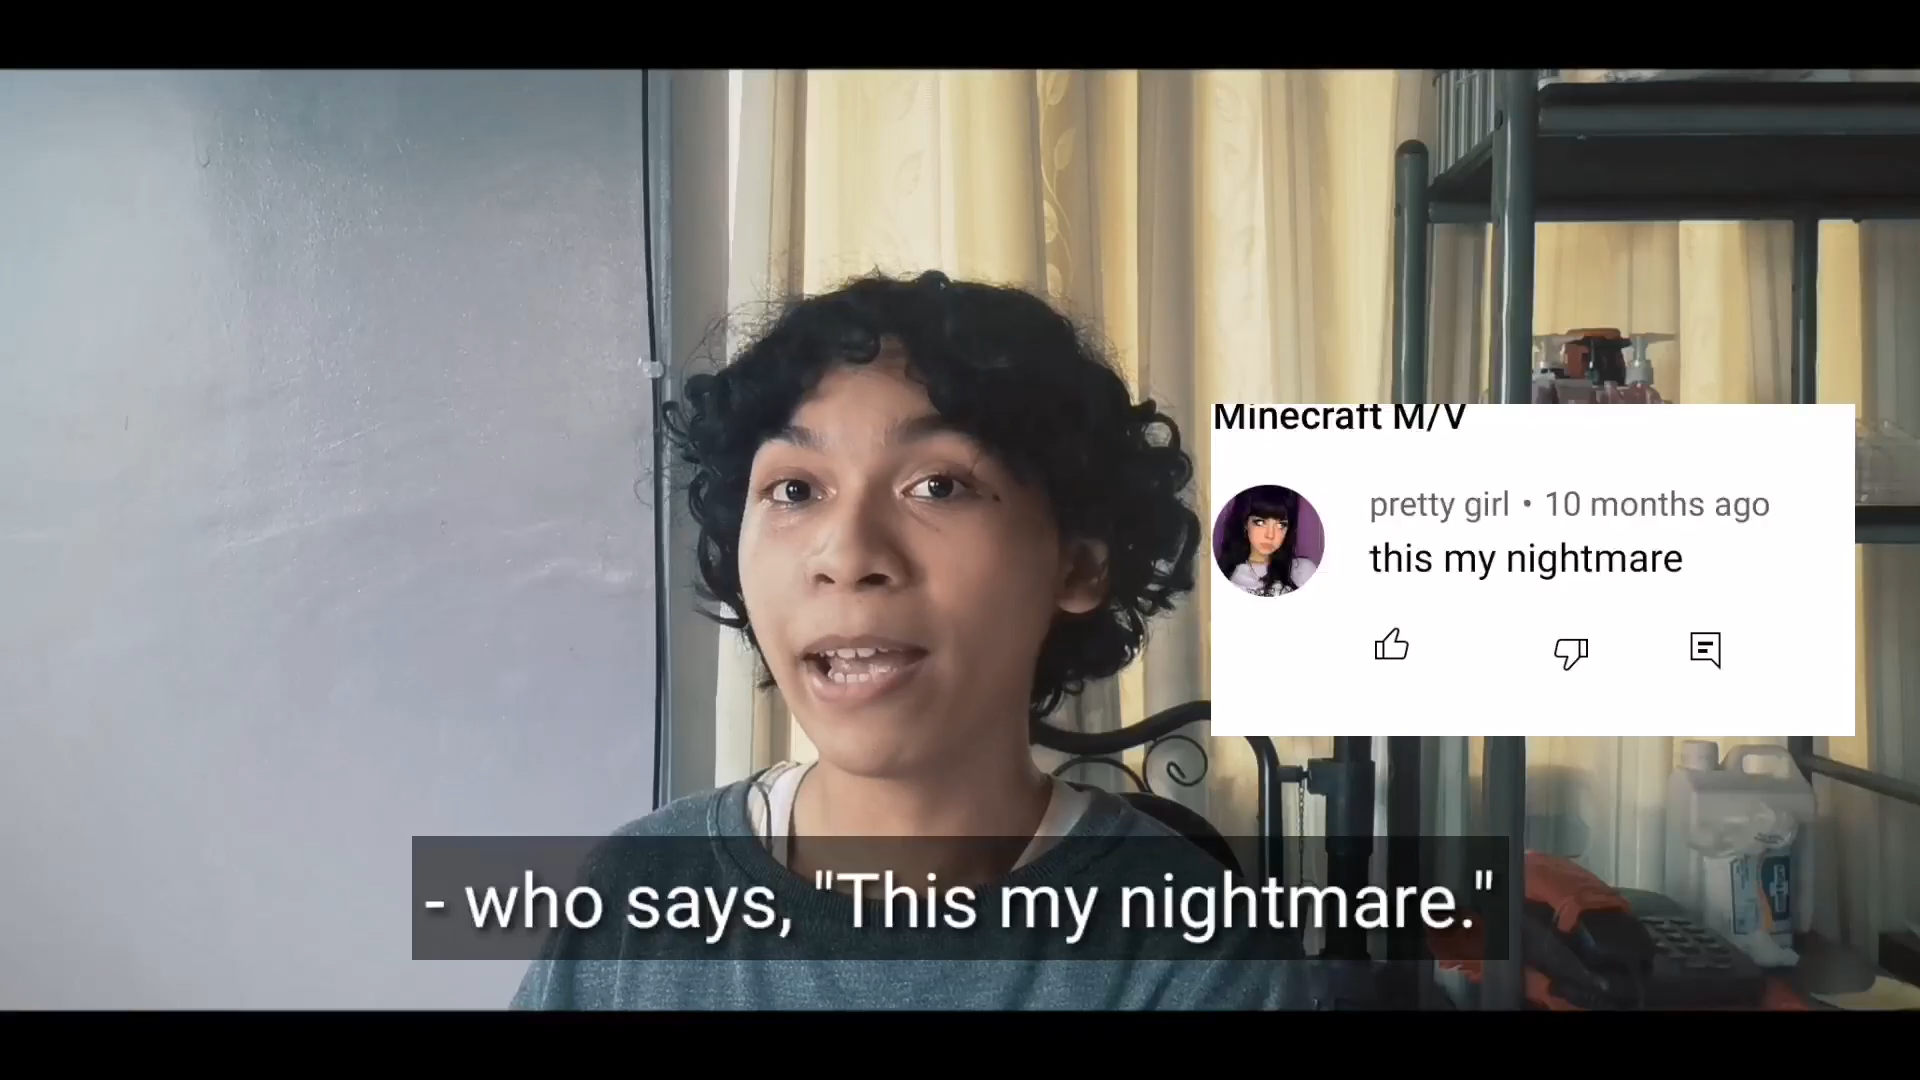 Minecraft M/V
pretty girl • 10 months ago
this my nightmare
- who says, "This my nightmare."